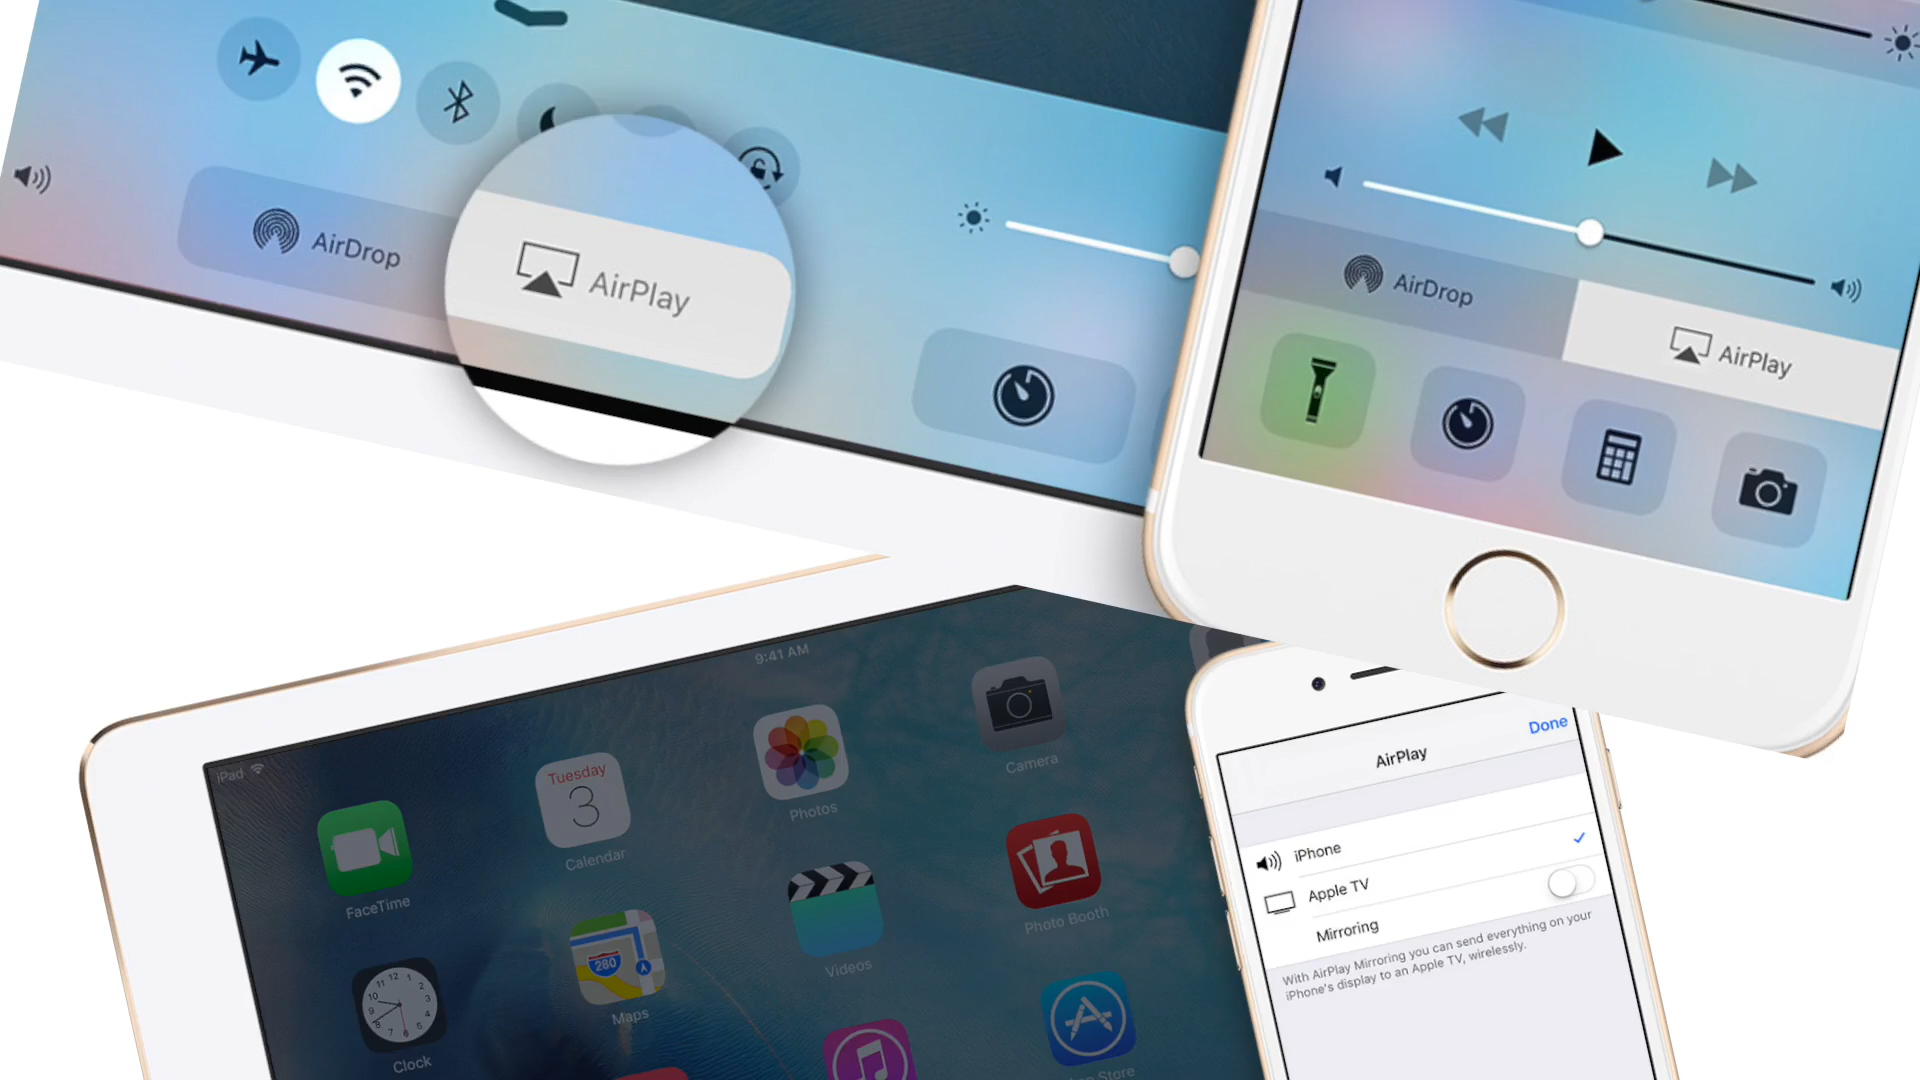 AirDrop
AirPlay
AirDrop
AirPlay
9:41 AM
iPad
FaceTime
Tuesday
3
Calendar
Photos
Camera
Clock
280
Maps
Videos
Photo Booth
Store
Done
AirPlay
iPhone
Apple TV
Mirroring
With AirPlay Mirroring you can send everything on your
iPhone's display to an Apple TV, wirelessly.